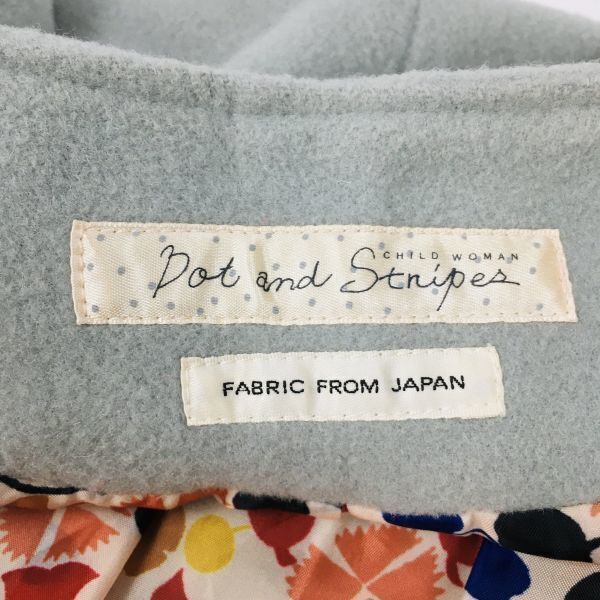 CHILD WOMAN
Dot and Stripes
FABRIC FROM JAPAN